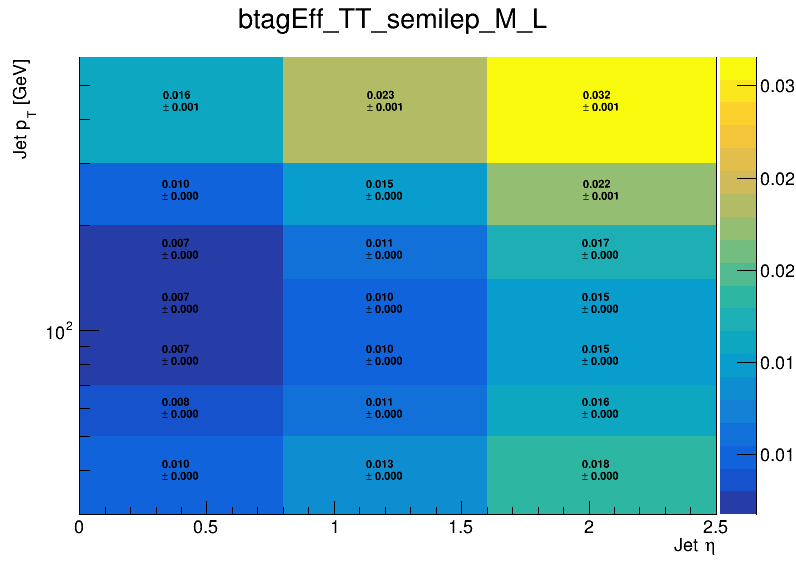 btagEff_TT_semilep_M_L
Jet p_T [GeV]
0.016 0.023 0.032
± 0.001 ± 0.001 ± 0.001
0.010 0.015 0.022
± 0.000 ± 0.000 ± 0.001
0.007 0.011 0.017
± 0.000 ± 0.000 ± 0.000
0.007 0.010 0.015
± 0.000 ± 0.000 ± 0.000
0.007 0.010 0.015
± 0.000 ± 0.000 ± 0.000
0.008 0.011 0.016
± 0.000 ± 0.000 ± 0.000
0.010 0.013 0.018
± 0.000 ± 0.000 ± 0.000
10²
0 0.5 1 1.5 2 2.5
Jet η
0.03
0.02
0.02
0.01
0.01